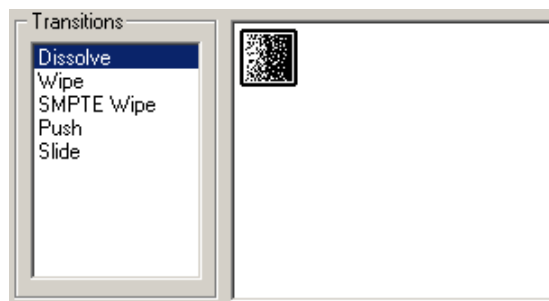 Transitions
Dissolve
Wipe
SMPTE Wipe
Push
Slide